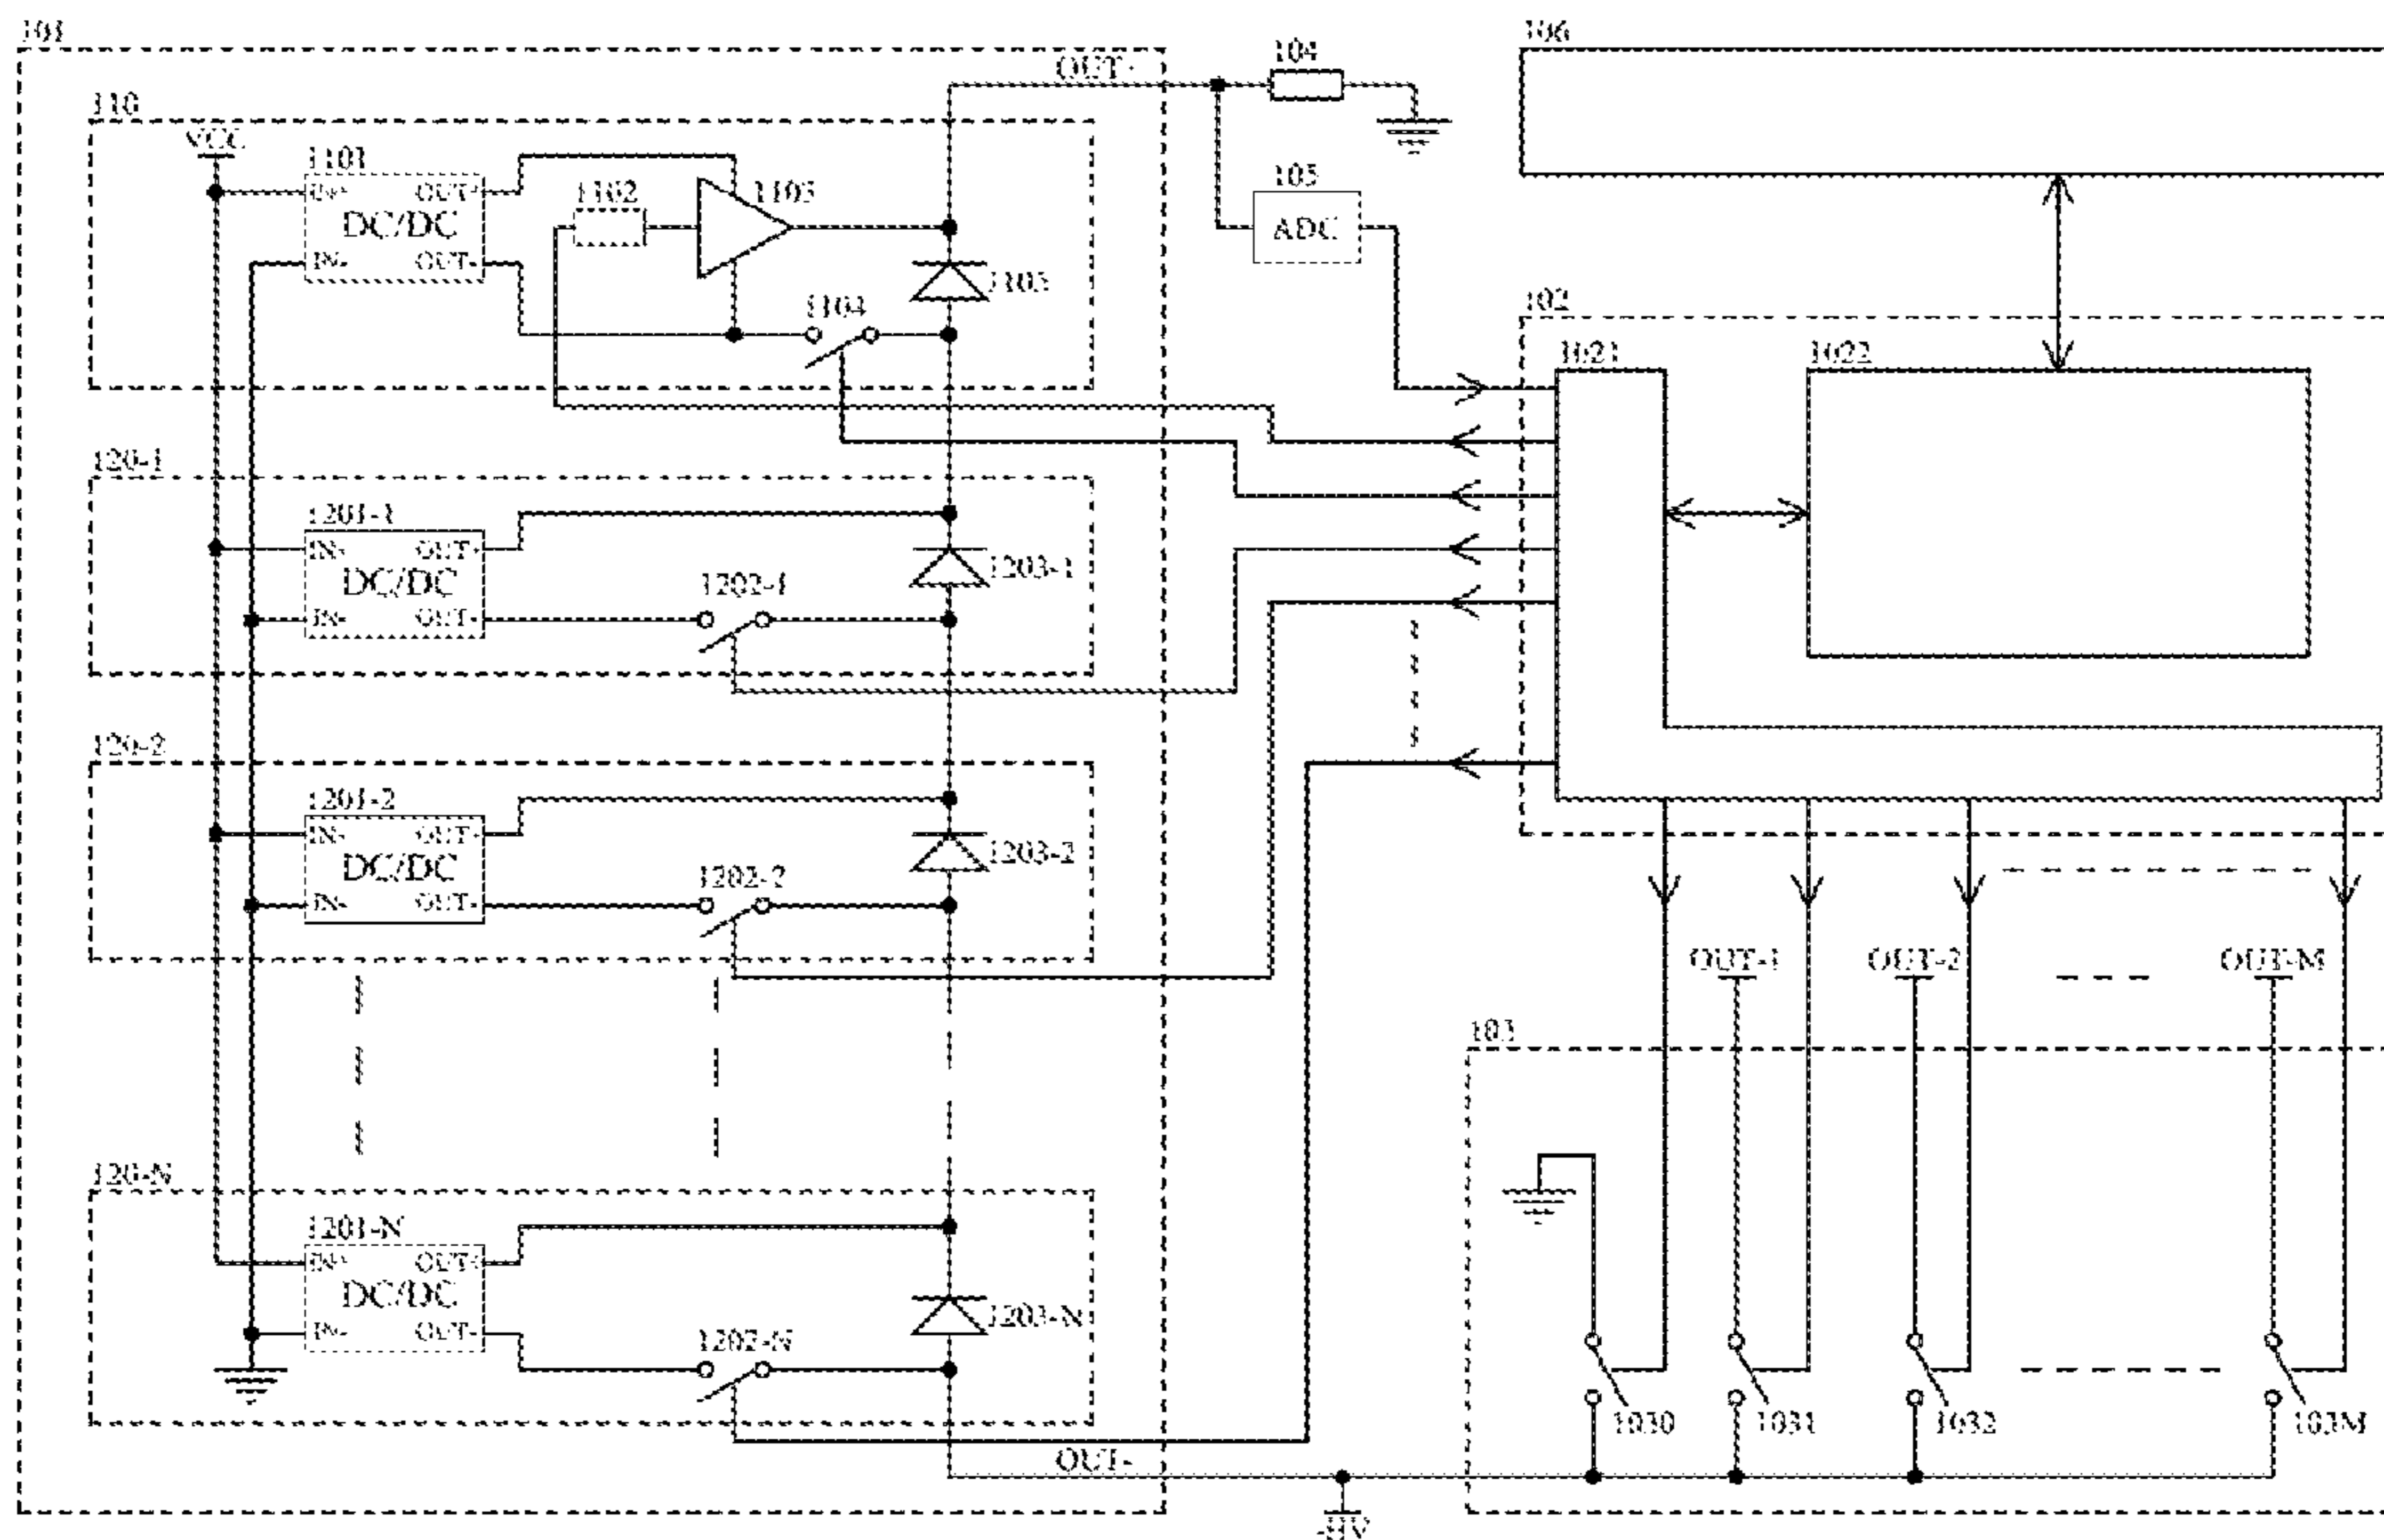 101
106
OUT+
104
110
VCC
1101
IN+
OUT+
DC/DC
IN-
OUT-
1102
1103
105
ADC
1105
1104
102
1021
1022
120-1
1201-1
IN+
OUT+
DC/DC
IN-
OUT-
1202-1
1203-1
120-2
1201-2
IN+
OUT+
DC/DC
IN-
OUT-
1202-2
1203-2
OUT-1
OUT-2
OUT-M
103
120-N
1201-N
IN+
OUT+
DC/DC
IN-
OUT-
1202-N
1203-N
1030
1031
1032
103M
OUT-
-HV